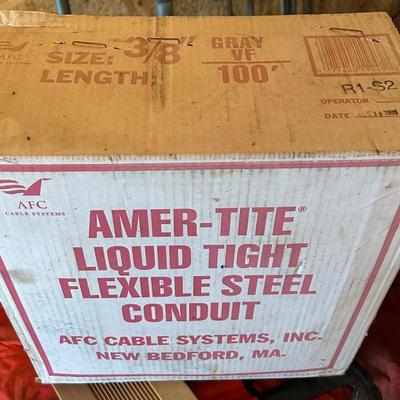 AFC
SIZE: 3/8" GRAY VF
LENGTH, 100'
R1-S2
OPERATOR
DATE
AFC
CABLE SYSTEMS
AMER-TITE®
LIQUID TIGHT
FLEXIBLE STEEL
CONDUIT
AFC CABLE SYSTEMS, INC.
NEW BEDFORD, MA.